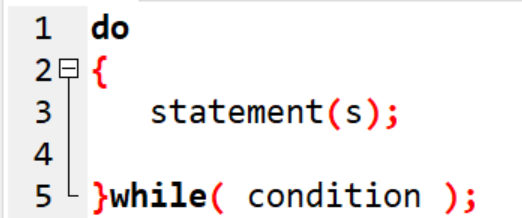 1 do
2 {
3 statement(s);
4
5 }while( condition );